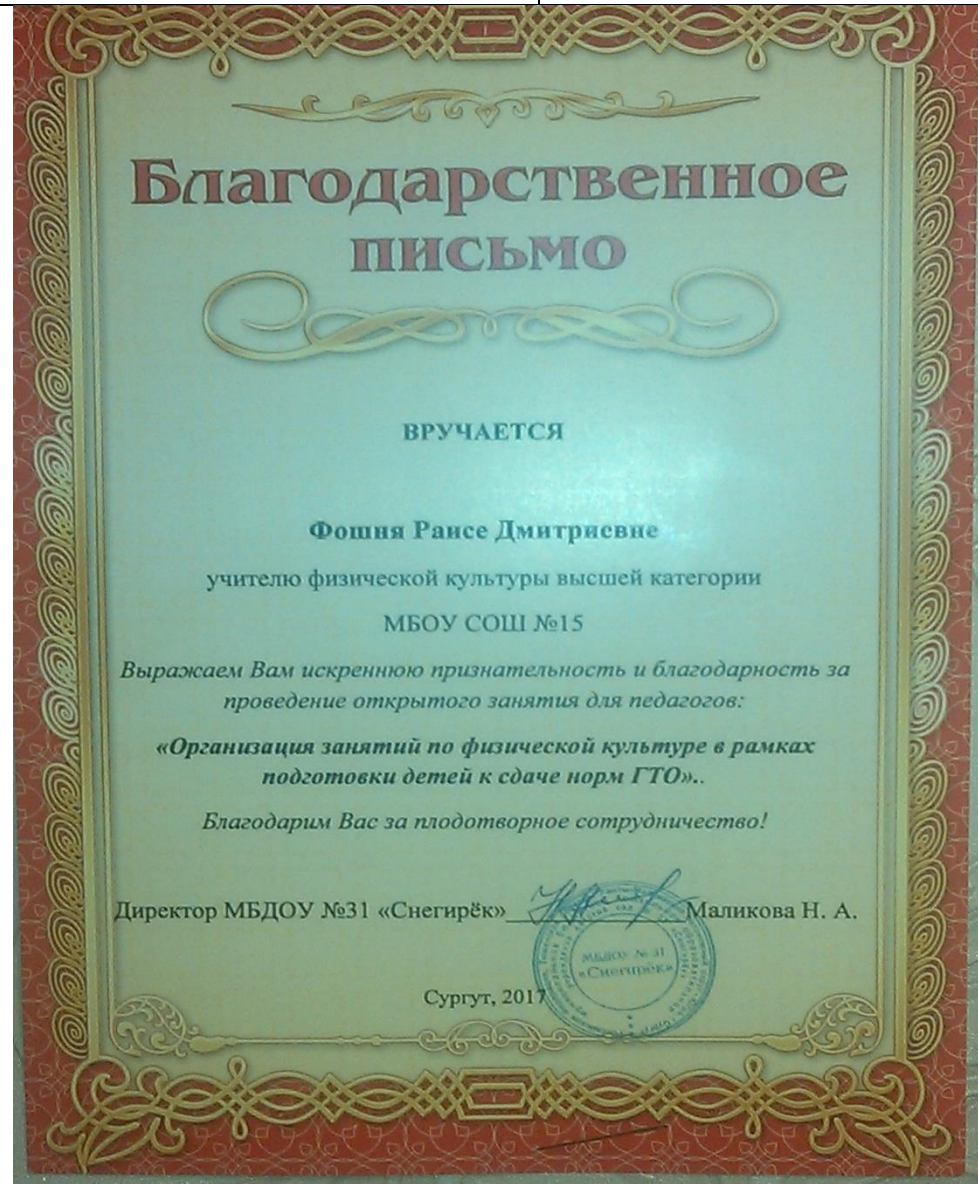 Благодарственное
письмо
ВРУЧАЕТСЯ
Фошня Раисе Дмитриевне
учителю физической культуры высшей категории
МБОУ СОШ №15
Выражаем Вам искреннюю признательность и благодарность за
проведение открытого занятия для педагогов:
«Организация занятий по физической культуре в рамках
подготовки детей к сдаче норм ГТО»..
Благодарим Вас за плодотворное сотрудничество!
Директор МБДОУ №31 «Снегирёк» Маликова Н. А.
МБДОУ № 31
«Снегирёк»
Сургут, 2017